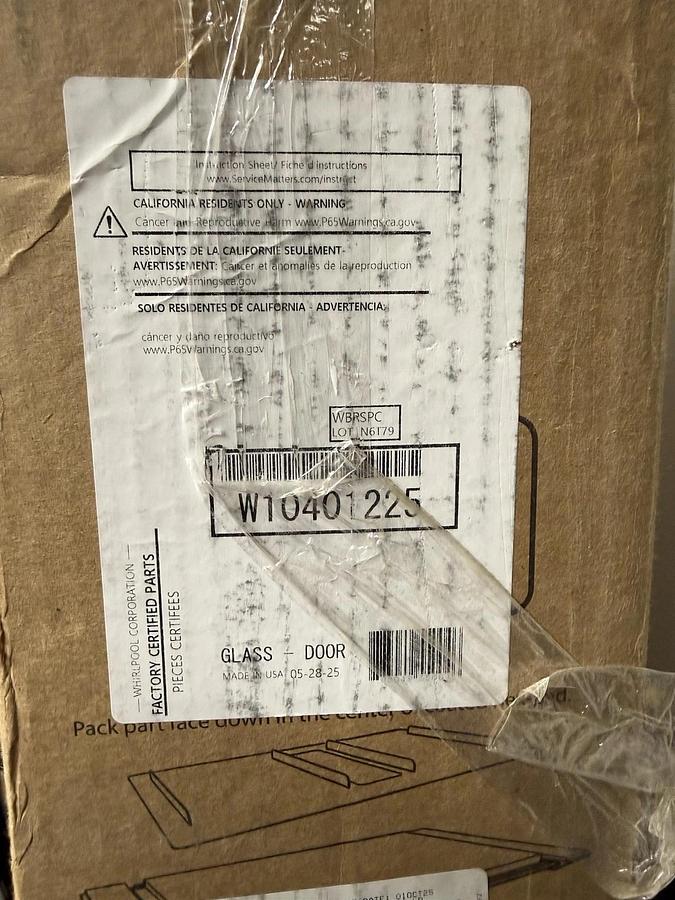 Instruction Sheet/ Fiche d'instructions
www.ServiceMatters.com/instruct
CALIFORNIA RESIDENTS ONLY - WARNING:
Cancer and Reproductive Harm www.P65Warnings.ca.gov
RESIDENTS DE LA CALIFORNIE SEULEMENT-
AVERTISSEMENT: Cancer et anomalies de la reproduction
www.P65Warnings.ca.gov
SOLO RESIDENTES DE CALIFORNIA - ADVERTENCIA:
cáncer y daño reproductivo
www.P65Warnings.ca.gov
WBRSPC
LOT N6179
W10401225
WHIRLPOOL CORPORATION
FACTORY CERTIFIED PARTS
PIECES CERTIFIEES
GLASS - DOOR
MADE IN USA 05-28-25
Pack part face down in the center,